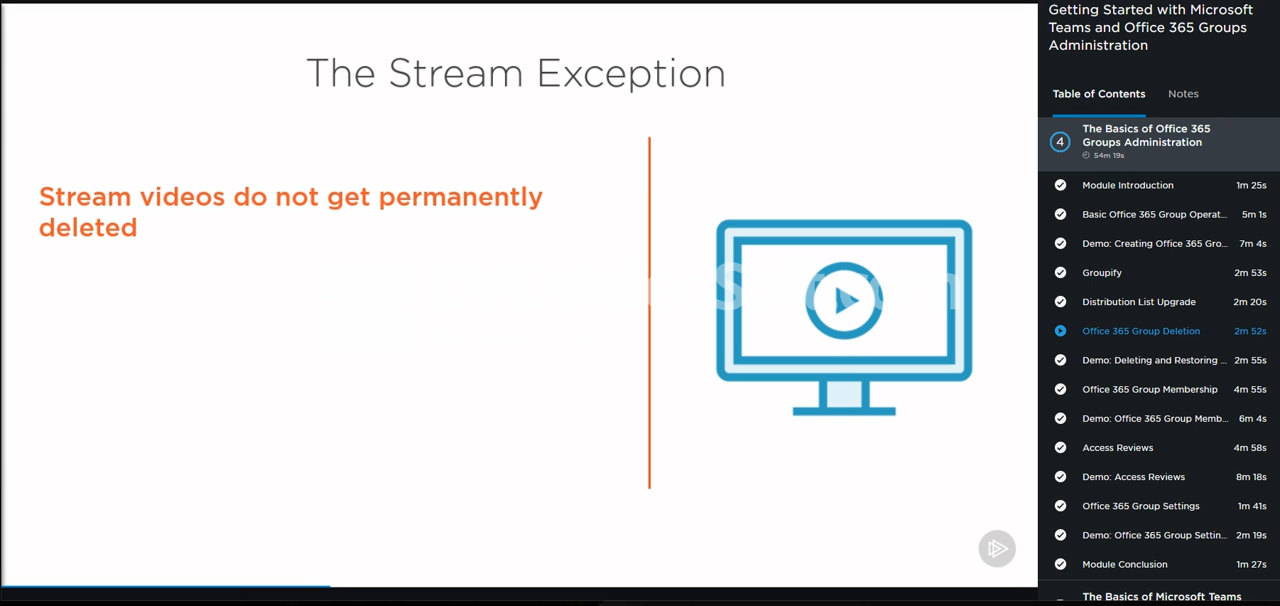 The Stream Exception
Stream videos do not get permanently
deleted
Getting Started with Microsoft
Teams and Office 365 Groups
Administration
Table of Contents
Notes
4
The Basics of Office 365
Groups Administration
54m 19s
Module Introduction 1m 25s
Basic Office 365 Group Operat... 5m 1s
Demo: Creating Office 365 Gro... 7m 4s
Groupify 2m 53s
Distribution List Upgrade 2m 20s
Office 365 Group Deletion 2m 52s
Demo: Deleting and Restoring ... 2m 55s
Office 365 Group Membership 4m 55s
Demo: Office 365 Group Memb... 6m 4s
Access Reviews 4m 58s
Demo: Access Reviews 8m 18s
Office 365 Group Settings 1m 41s
Demo: Office 365 Group Settin... 2m 19s
Module Conclusion 1m 27s
The Basics of Microsoft Teams